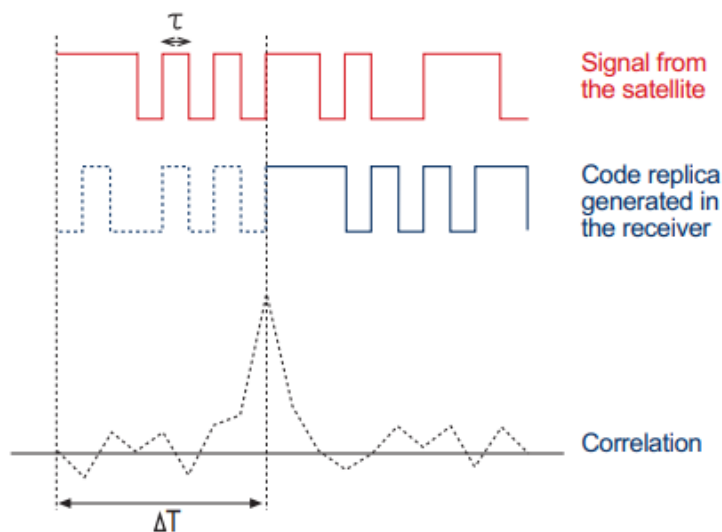 τ
Signal from
the satellite
Code replica
generated in
the receiver
Correlation
ΔT